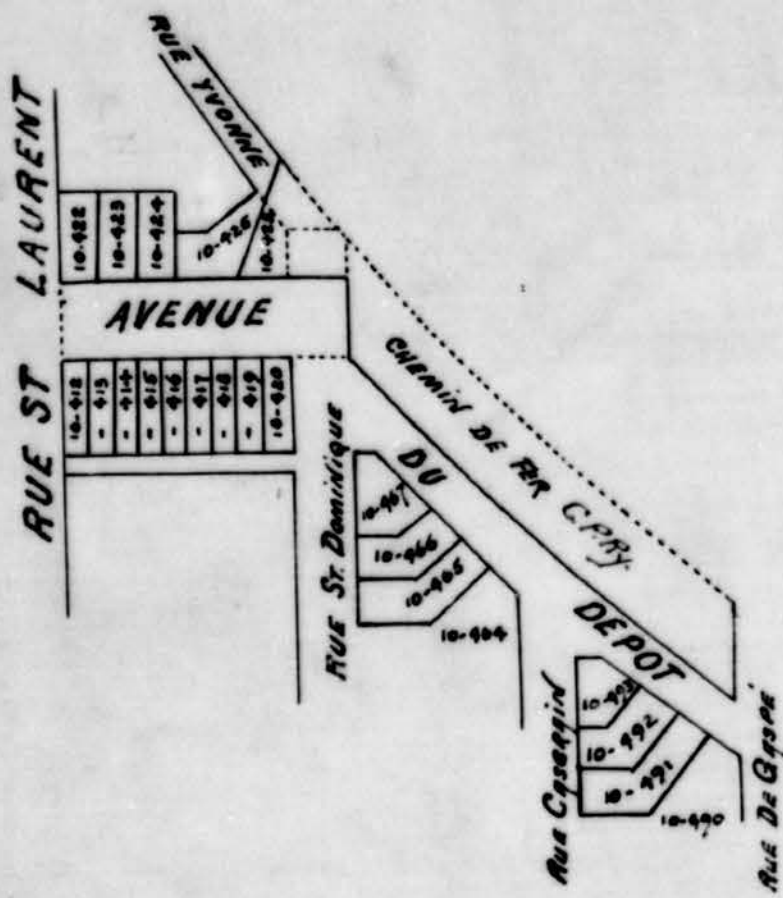 RUE YVONNE
RUE ST LAURENT
10-422
10-423
10-424
10-425
AVENUE
10-412
- 413
- 414
- 415
- 416
- 417
- 418
- 419
10-420
CHEMIN DE FER C.P.Ry.
DU
DEPOT
RUE ST. Dominique
10-467
10-466
10-465
10-464
RUE CASGRAIN
10-493
10-492
10-491
10-490
RUE DE GASPÉ